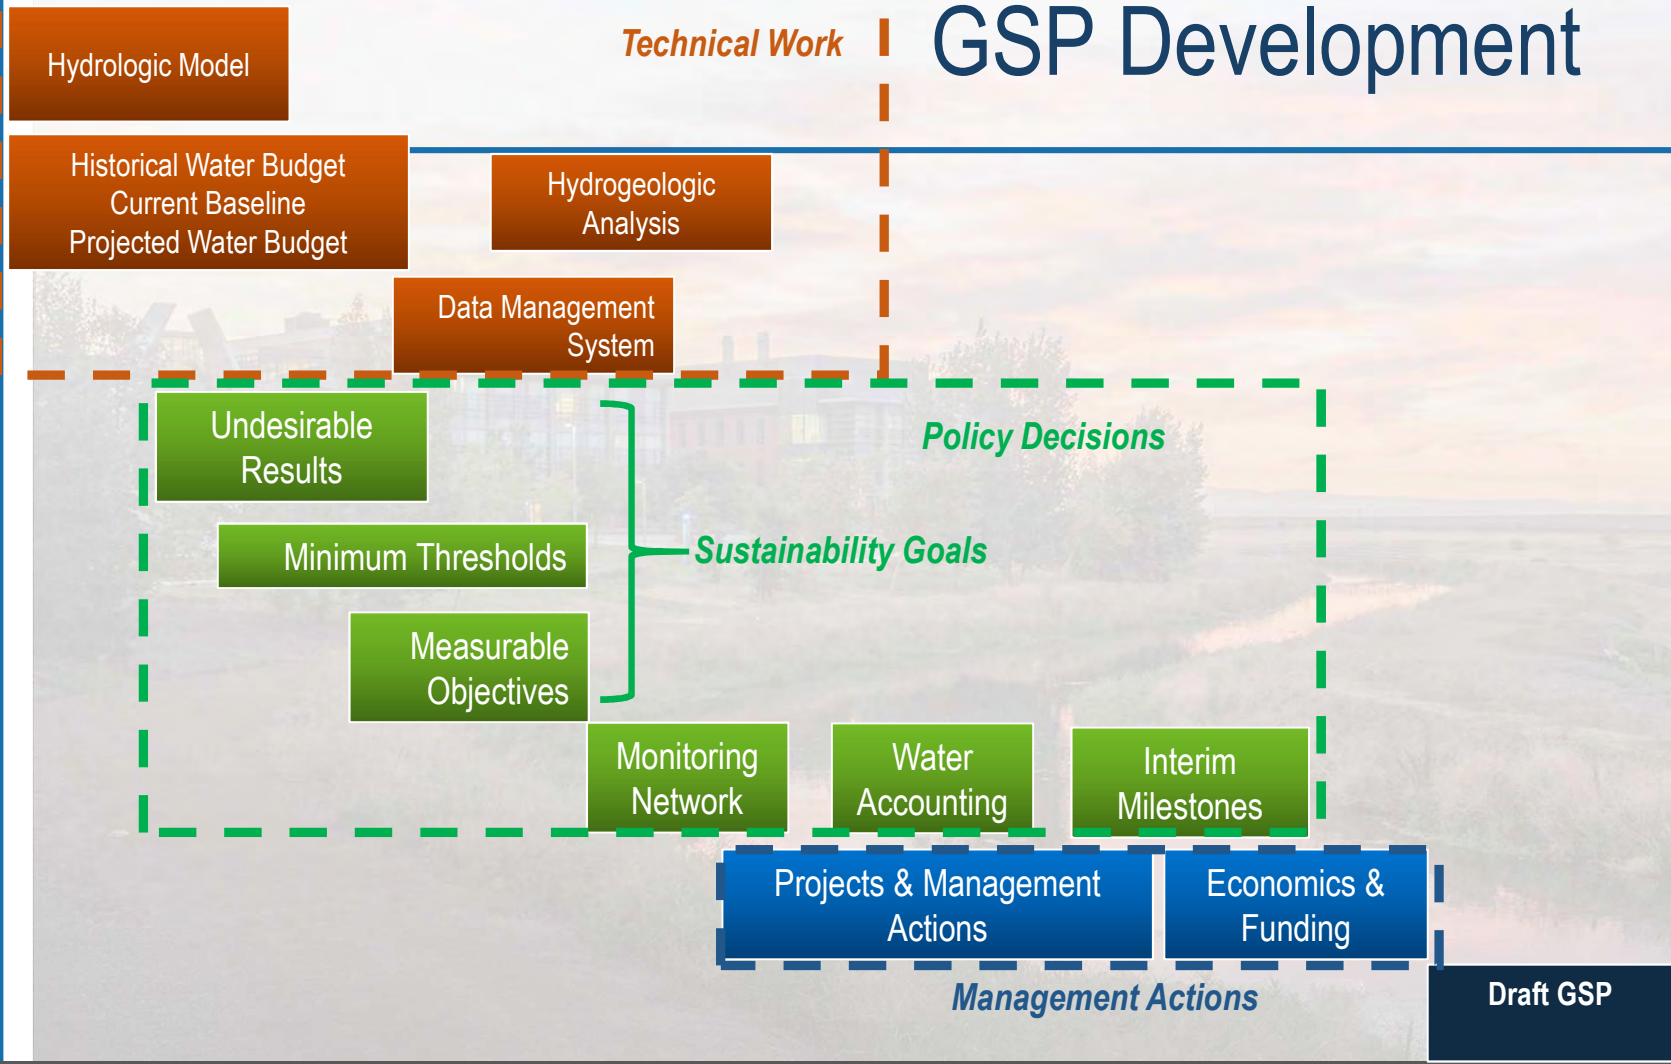 GSP Development
Technical Work
Hydrologic Model
Historical Water Budget
Current Baseline
Projected Water Budget
Hydrogeologic
Analysis
Data Management
System
Undesirable
Results
Policy Decisions
Minimum Thresholds
Sustainability Goals
Measurable
Objectives
Monitoring
Network
Water
Accounting
Interim
Milestones
Projects & Management
Actions
Economics &
Funding
Management Actions
Draft GSP